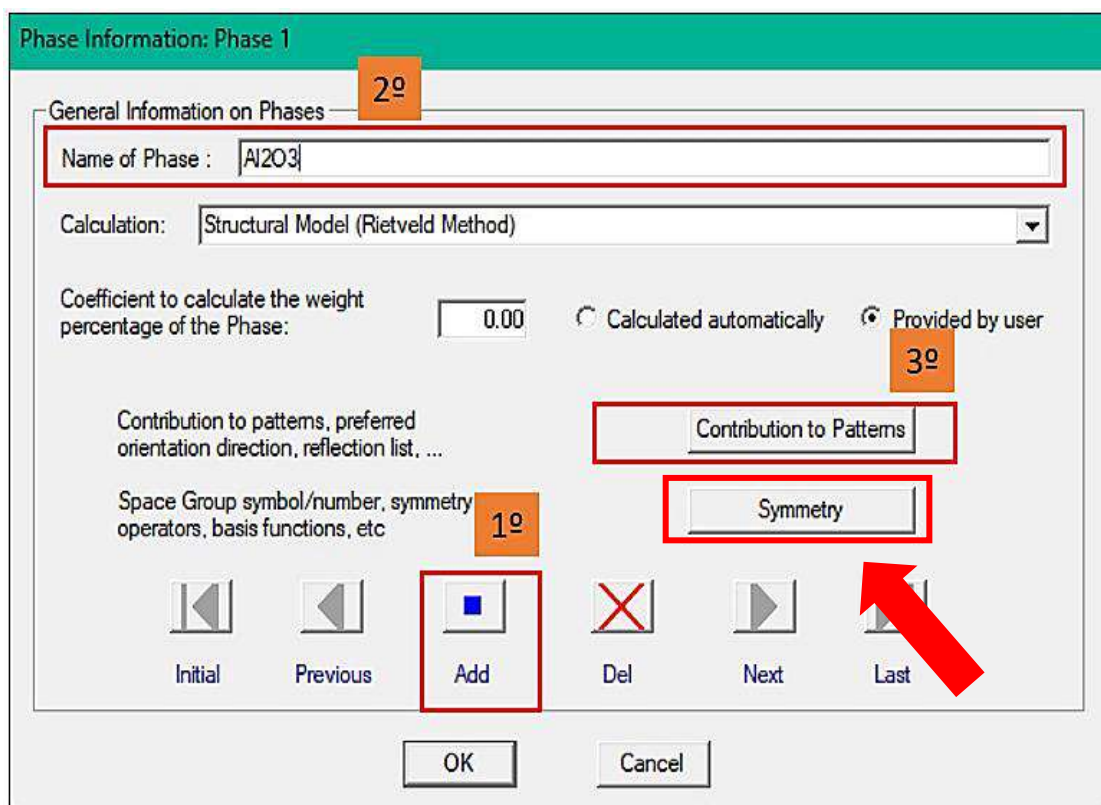 Phase Information: Phase 1
2º
General Information on Phases
Name of Phase : Al2O3
Calculation: Structural Model (Rietveld Method)
Coefficient to calculate the weight
percentage of the Phase:
0.00 Calculated automatically Provided by user
3º
Contribution to patterns, preferred
orientation direction, reflection list, ...
Contribution to Patterns
Space Group symbol/number, symmetry
operators, basis functions, etc
1º
Symmetry
Initial Previous Add Del Next Last
OK Cancel